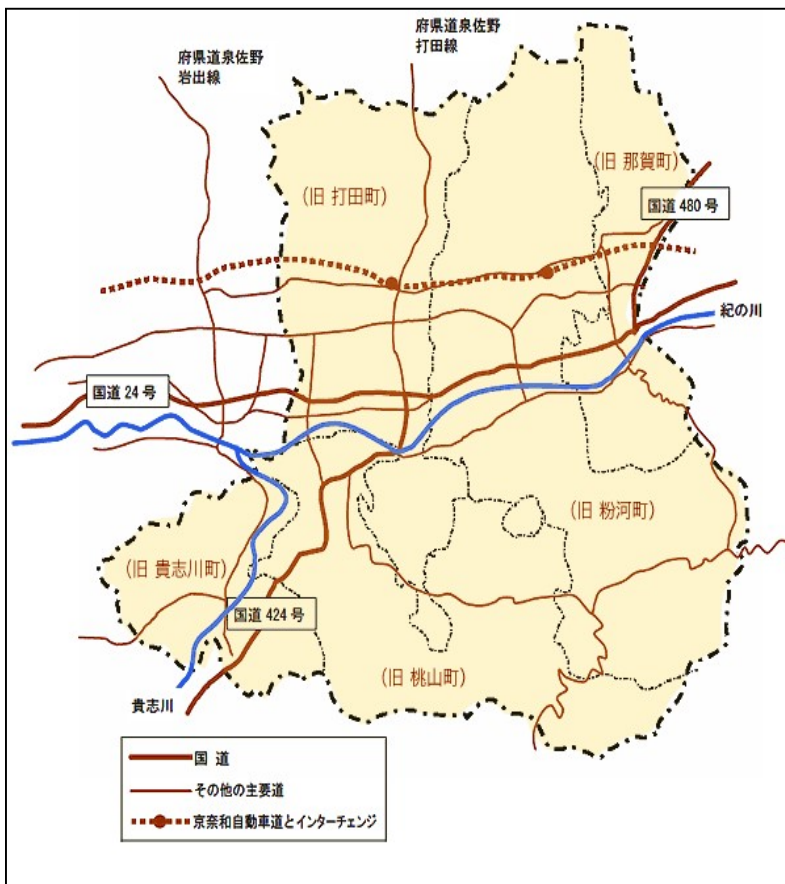 府県道泉佐野
岩出線
府県道泉佐野
打田線
(旧 那賀町)
(旧 打田町)
国道 480 号
紀の川
国道 24 号
(旧 粉河町)
(旧 貴志川町)
国道 424 号
(旧 桃山町)
貴志川
国 道
その他の主要道
京奈和自動車道とインターチェンジ